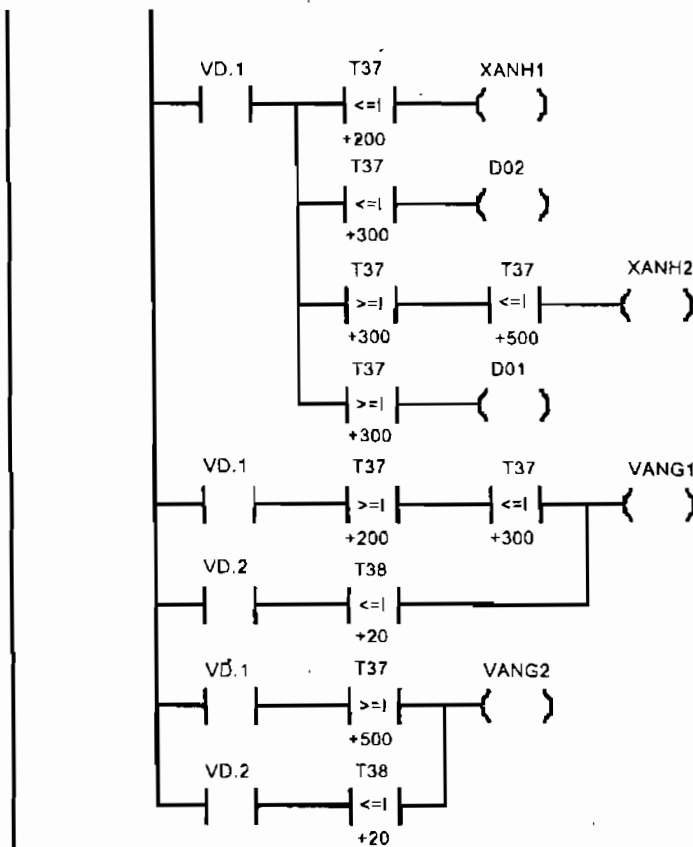 VD.1 T37 XANH1
<=I
+200
T37 D02
<=I
+300
T37 T37 XANH2
>=I <=I
+300 +500
T37 D01
>=I
+300
VD.1 T37 T37 VANG1
>=I <=I
+200 +300
VD.2 T38
<=I
+20
VD.1 T37 VANG2
>=I
+500
VD.2 T38
<=I
+20